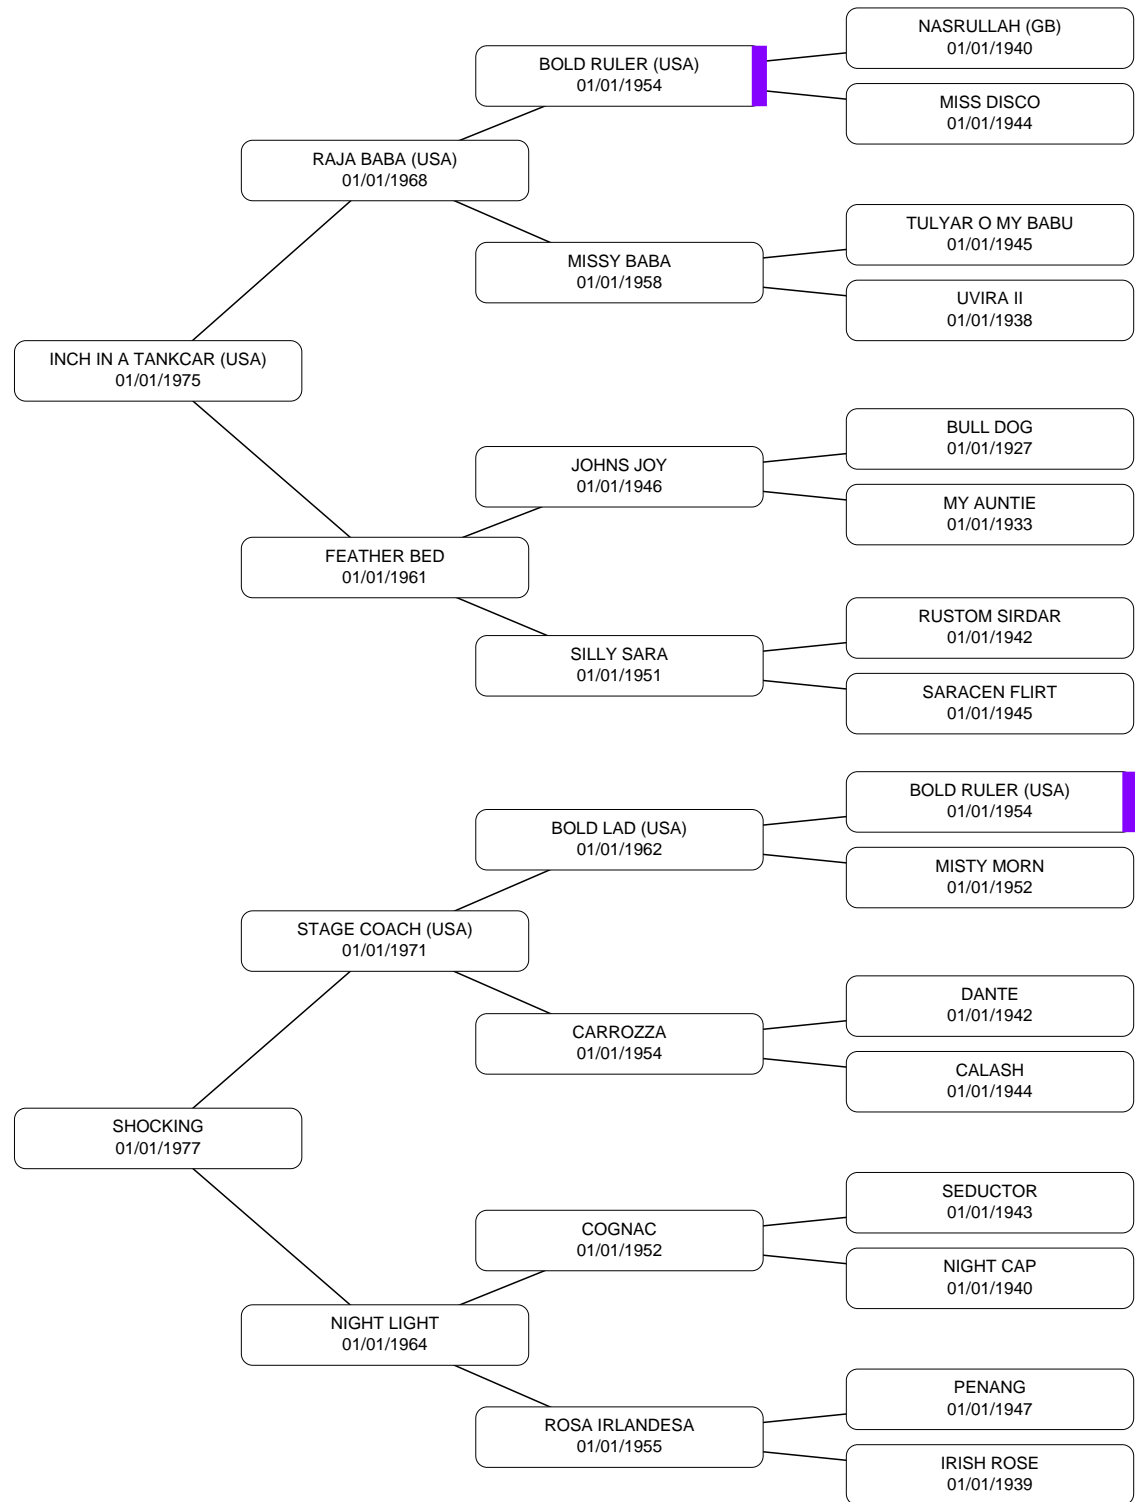 NASRULLAH (GB)
01/01/1940
BOLD RULER (USA)
01/01/1954
MISS DISCO
01/01/1944
RAJA BABA (USA)
01/01/1968
TULYAR O MY BABU
01/01/1945
MISSY BABA
01/01/1958
UVIRA II
01/01/1938
INCH IN A TANKCAR (USA)
01/01/1975
BULL DOG
01/01/1927
JOHNS JOY
01/01/1946
MY AUNTIE
01/01/1933
FEATHER BED
01/01/1961
RUSTOM SIRDAR
01/01/1942
SILLY SARA
01/01/1951
SARACEN FLIRT
01/01/1945
BOLD RULER (USA)
01/01/1954
BOLD LAD (USA)
01/01/1962
MISTY MORN
01/01/1952
STAGE COACH (USA)
01/01/1971
DANTE
01/01/1942
CARROZZA
01/01/1954
CALASH
01/01/1944
SHOCKING
01/01/1977
SEDUCTOR
01/01/1943
COGNAC
01/01/1952
NIGHT CAP
01/01/1940
NIGHT LIGHT
01/01/1964
PENANG
01/01/1947
ROSA IRLANDESA
01/01/1955
IRISH ROSE
01/01/1939